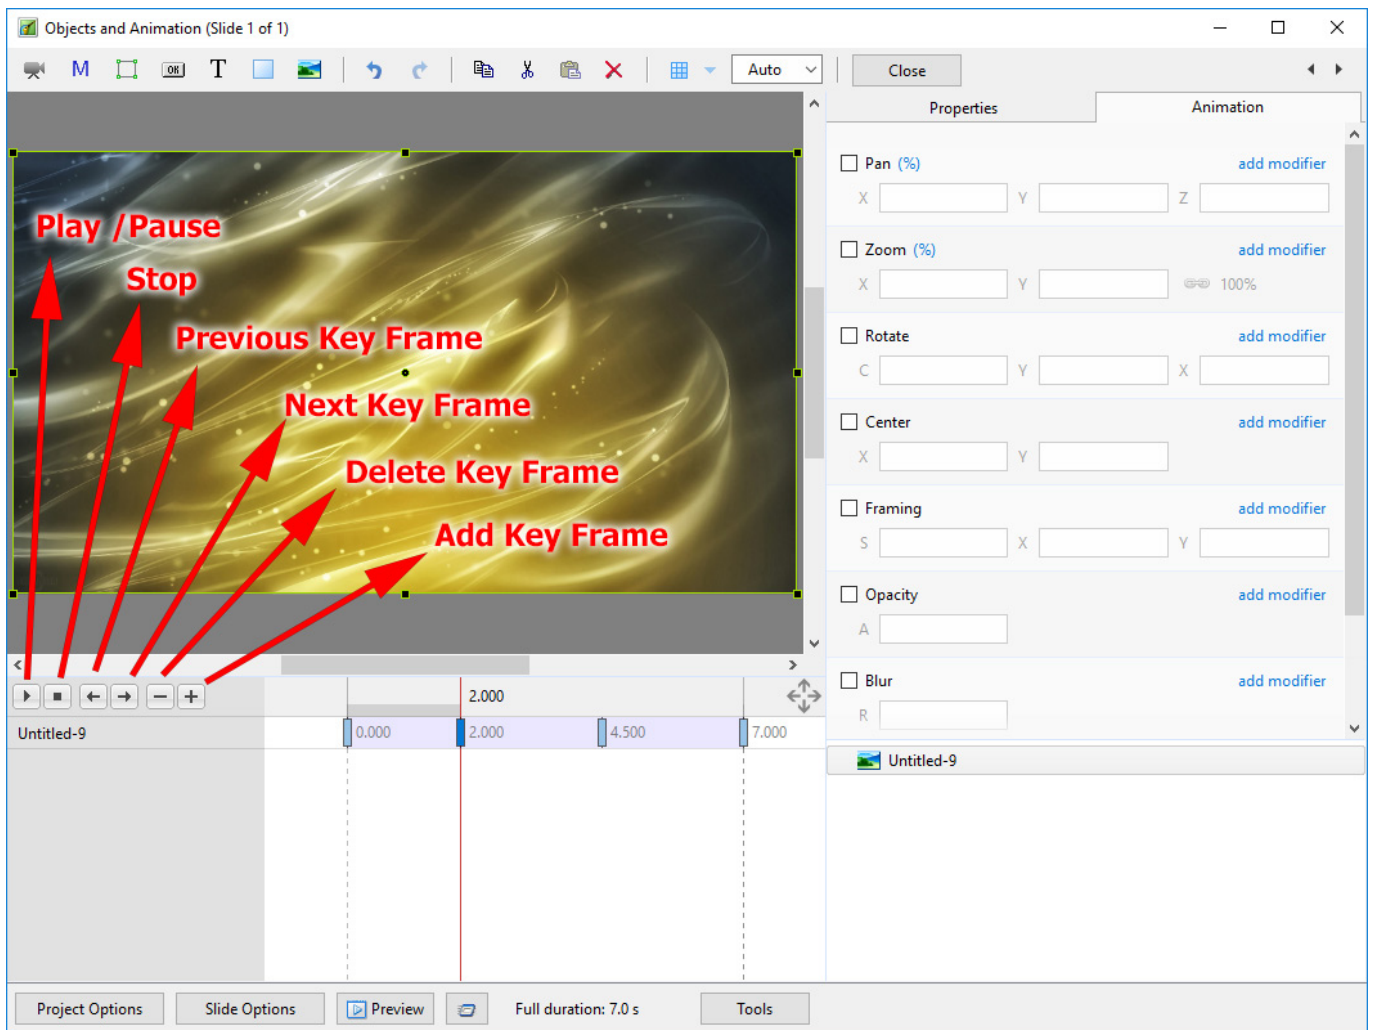 Objects and Animation (Slide 1 of 1)
M OK T Auto Close
Properties Animation
Pan (%) add modifier
X Y Z
Zoom (%) add modifier
X Y 100%
Rotate add modifier
C Y X
Center add modifier
X Y
Framing add modifier
S X Y
Opacity add modifier
A
Blur add modifier
R
Play /Pause
Stop
Previous Key Frame
Next Key Frame
Delete Key Frame
Add Key Frame
2.000
Untitled-9 0.000 2.000 4.500 7.000
Untitled-9
Project Options Slide Options Preview Full duration: 7.0 s Tools